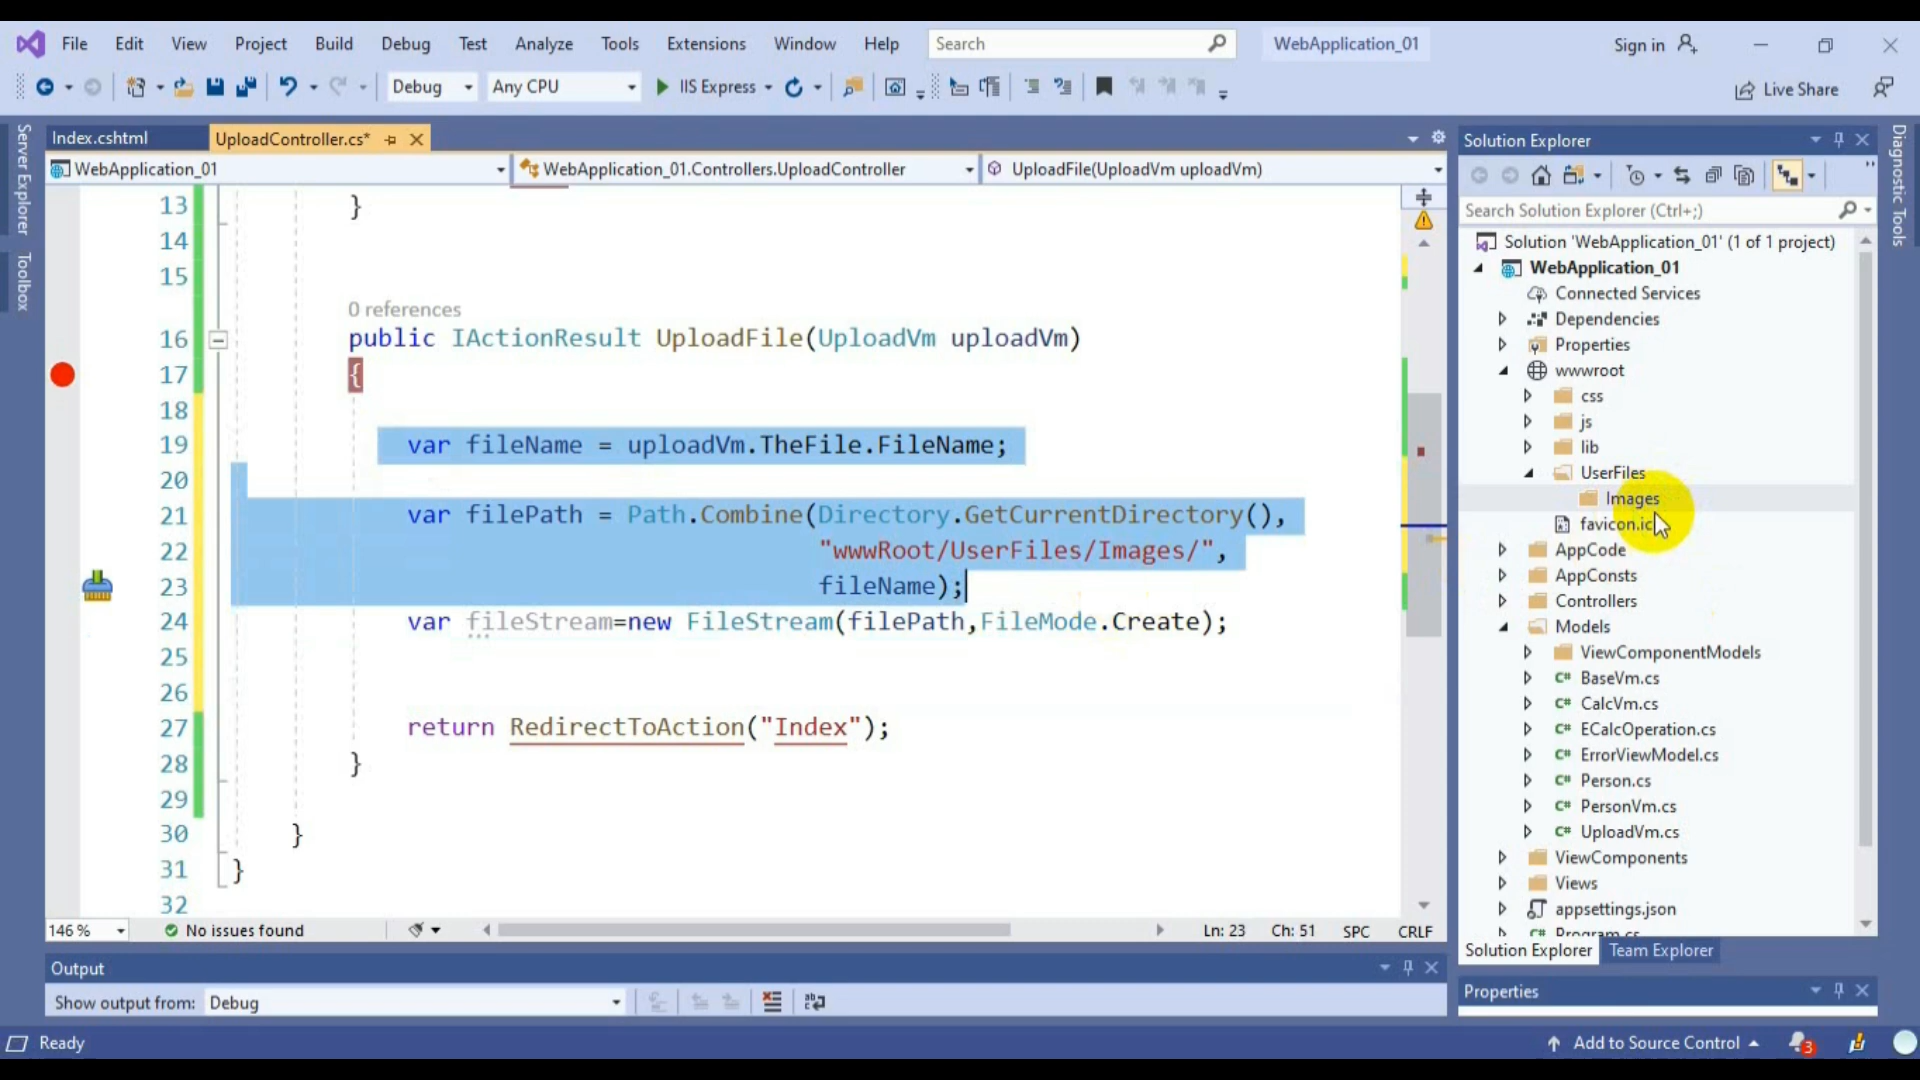 File Edit View Project Build Debug Test Analyze Tools Extensions Window Help Search WebApplication_01 Sign in
Debug Any CPU IIS Express Live Share
Index.cshtml UploadController.cs*
WebApplication_01 WebApplication_01.Controllers.UploadController UploadFile(UploadVm uploadVm)
Server Explorer
Toolbox
13 }
14
15
0 references
16 public IActionResult UploadFile(UploadVm uploadVm)
17 {
18
19 var fileName = uploadVm.TheFile.FileName;
20
21 var filePath = Path.Combine(Directory.GetCurrentDirectory(),
22 "wwwRoot/UserFiles/Images/",
23 fileName);
24 var fileStream=new FileStream(filePath,FileMode.Create);
25
26
27 return RedirectToAction("Index");
28 }
29
30 }
31 }
32
146 % No issues found Ln: 23 Ch: 51 SPC CRLF
Output
Show output from: Debug
Solution Explorer
Search Solution Explorer (Ctrl+;)
Solution 'WebApplication_01' (1 of 1 project)
WebApplication_01
Connected Services
Dependencies
Properties
wwwroot
css
js
lib
UserFiles
Images
favicon.ic
AppCode
AppConsts
Controllers
Models
ViewComponentModels
C# BaseVm.cs
C# CalcVm.cs
C# ECalcOperation.cs
C# ErrorViewModel.cs
C# Person.cs
C# PersonVm.cs
C# UploadVm.cs
ViewComponents
Views
appsettings.json
C# Program.cs
Solution Explorer Team Explorer
Properties
Diagnostic Tools
Ready Add to Source Control 3